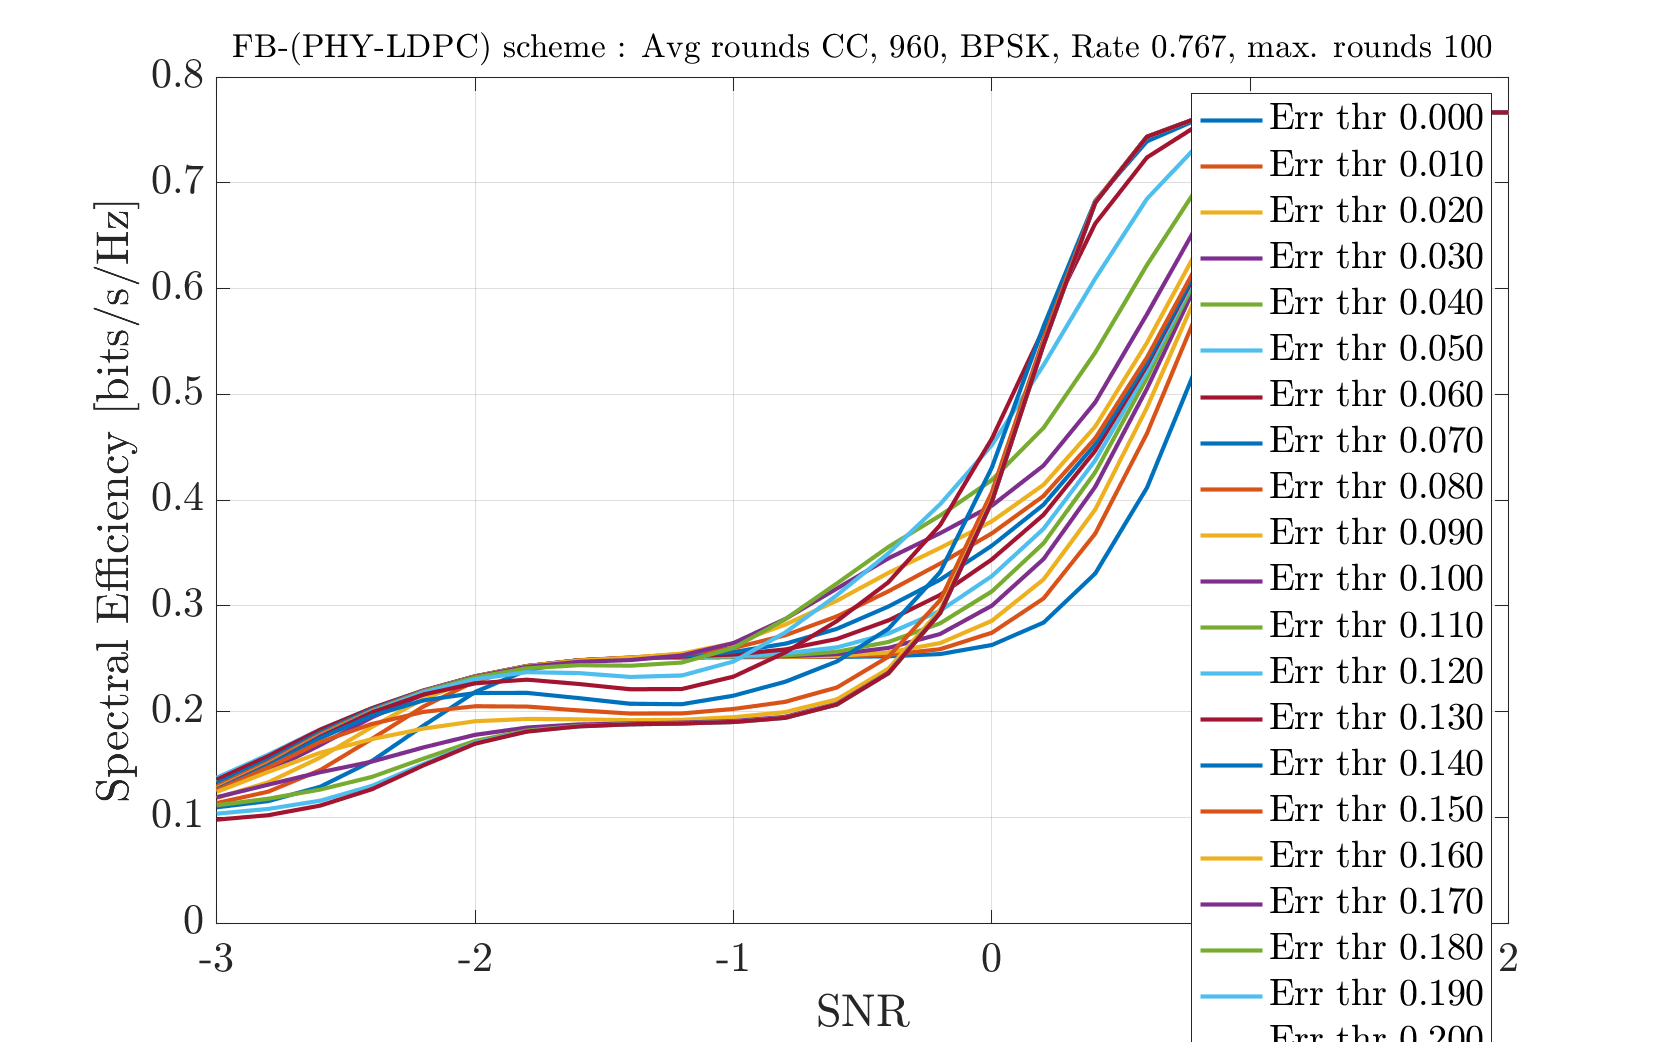 FB-(PHY-LDPC) scheme : Avg rounds CC, 960, BPSK, Rate 0.767, max. rounds 100
0.8
0.7
0.6
0.5
0.4
0.3
0.2
0.1
0
Spectral Efficiency [bits/s/Hz]
-3
-2
-1
0
2
SNR
Err thr 0.000
Err thr 0.010
Err thr 0.020
Err thr 0.030
Err thr 0.040
Err thr 0.050
Err thr 0.060
Err thr 0.070
Err thr 0.080
Err thr 0.090
Err thr 0.100
Err thr 0.110
Err thr 0.120
Err thr 0.130
Err thr 0.140
Err thr 0.150
Err thr 0.160
Err thr 0.170
Err thr 0.180
Err thr 0.190
Err thr 0.200